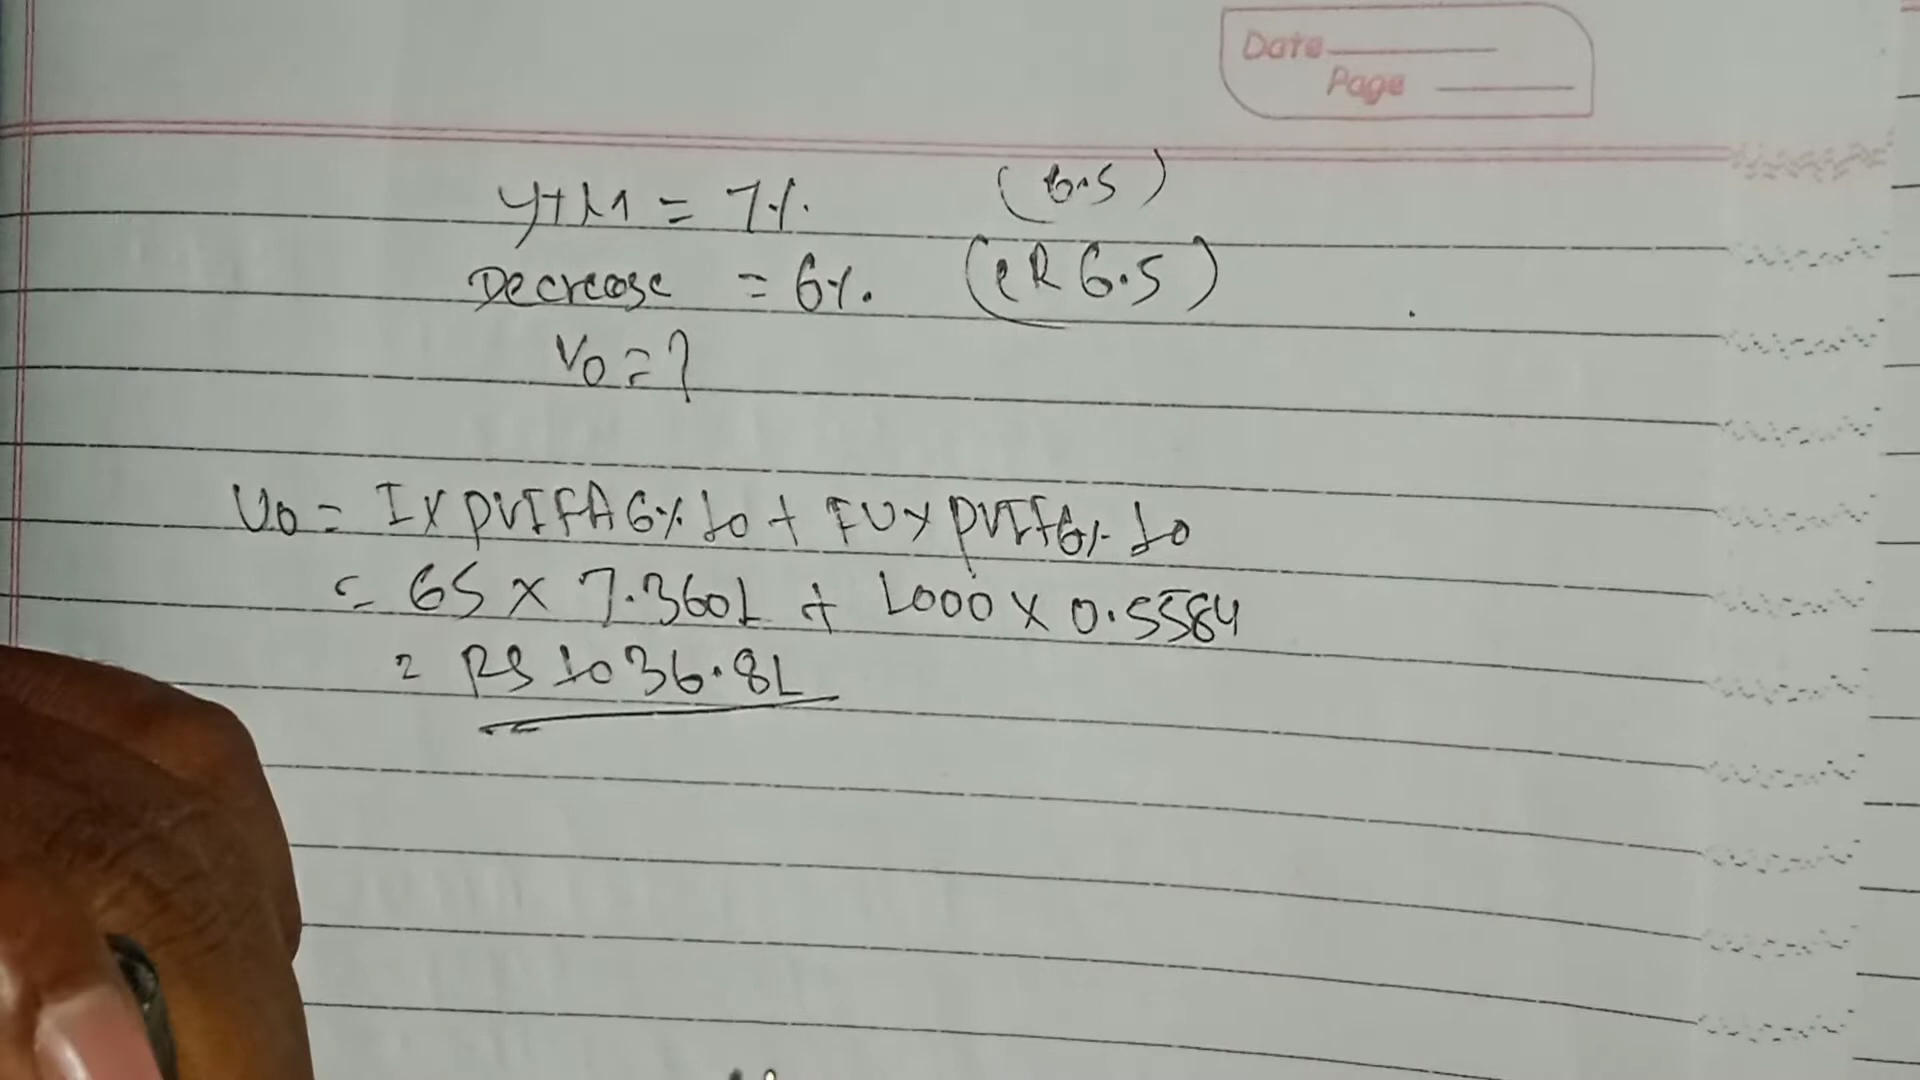 Date
Page
YTM = 7% (6.5)
Decrease = 6% (CR 6.5)
V0 = ?
V0 = I x PVIFA 6% 10 + FV x PVIF 6% 10
= 65 x 7.3601 + 1000 x 0.5584
= RS 1036.81